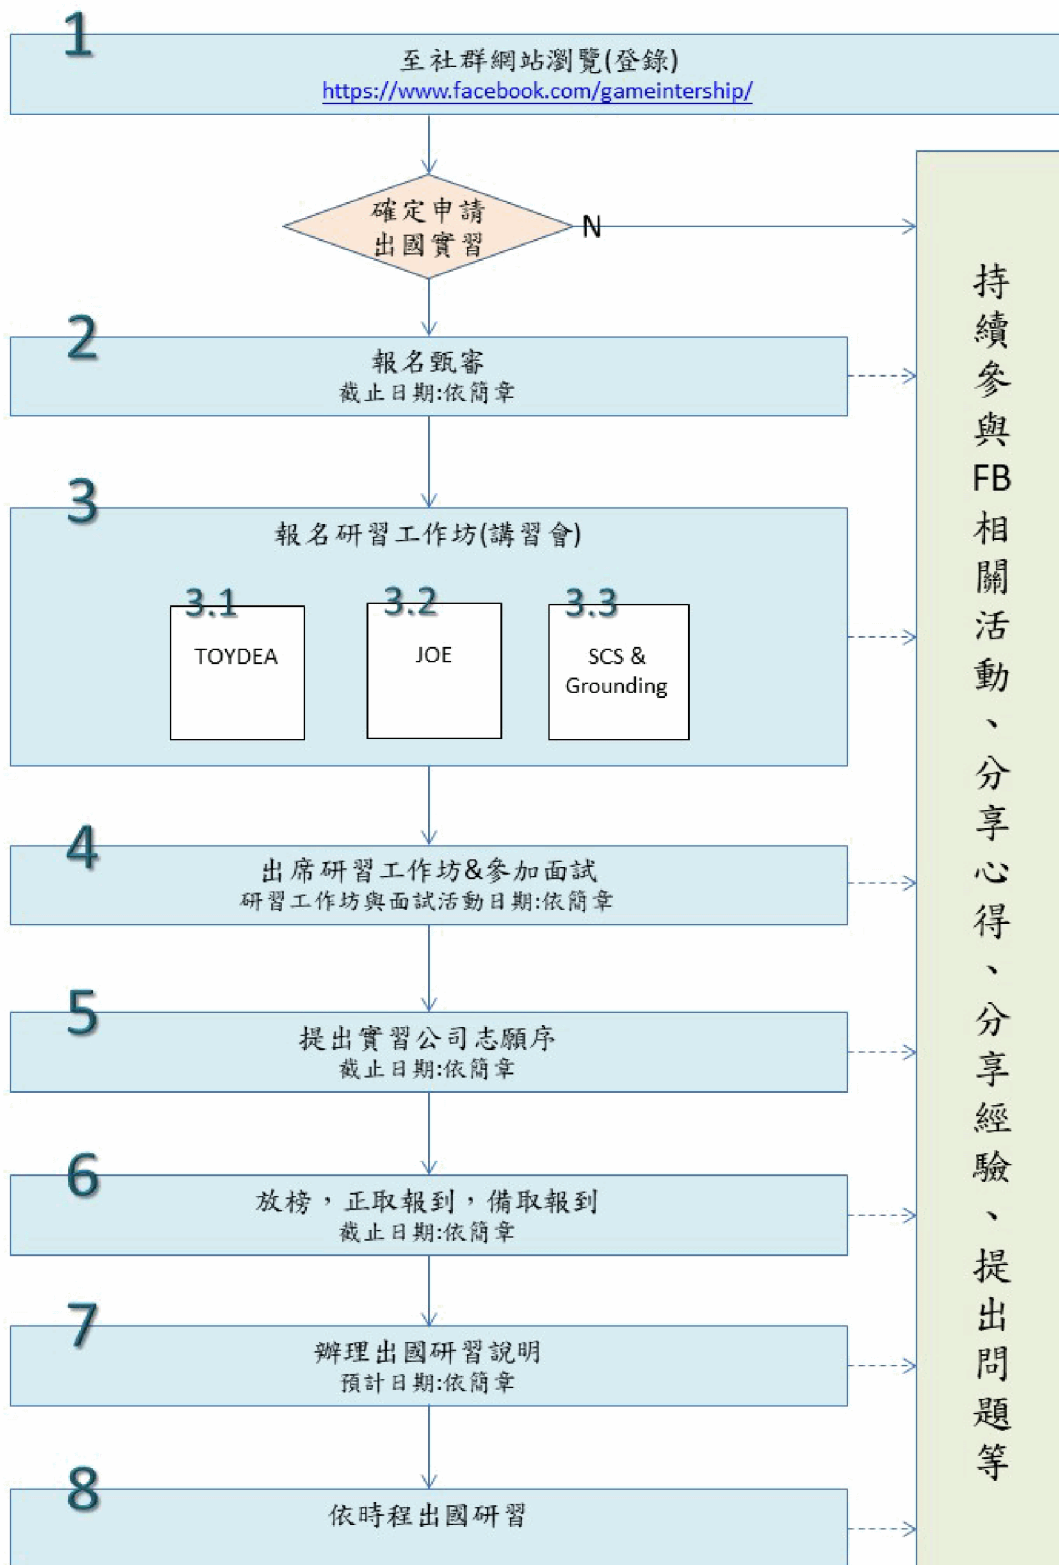 1
至社群網站瀏覽(登錄)
https://www.facebook.com/gameintership/
確定申請
出國實習
N
2
報名甄審
截止日期:依簡章
3
報名研習工作坊(講習會)
3.1
TOYDEA
3.2
JOE
3.3
SCS &
Grounding
4
出席研習工作坊&參加面試
研習工作坊與面試活動日期:依簡章
5
提出實習公司志願序
截止日期:依簡章
6
放榜，正取報到，備取報到
截止日期:依簡章
7
辦理出國研習說明
預計日期:依簡章
8
依時程出國研習
持續參與FB相關活動、分享心得、分享經驗、提出問題等